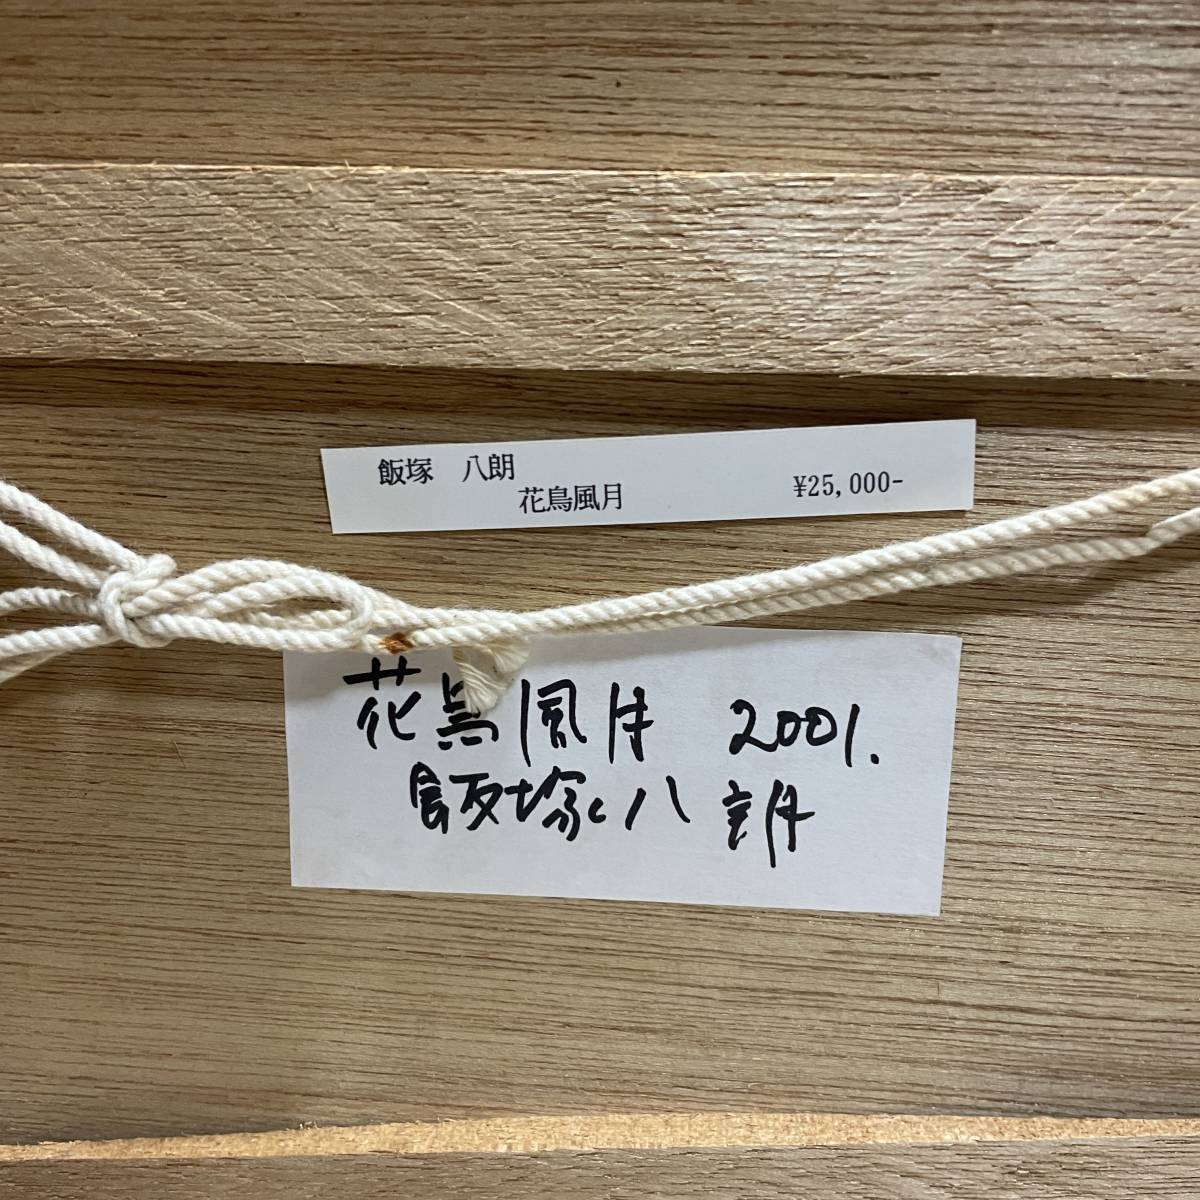 飯塚　八朗
花鳥風月 ¥25,000-
花鳥風月 2001.
飯塚八朗